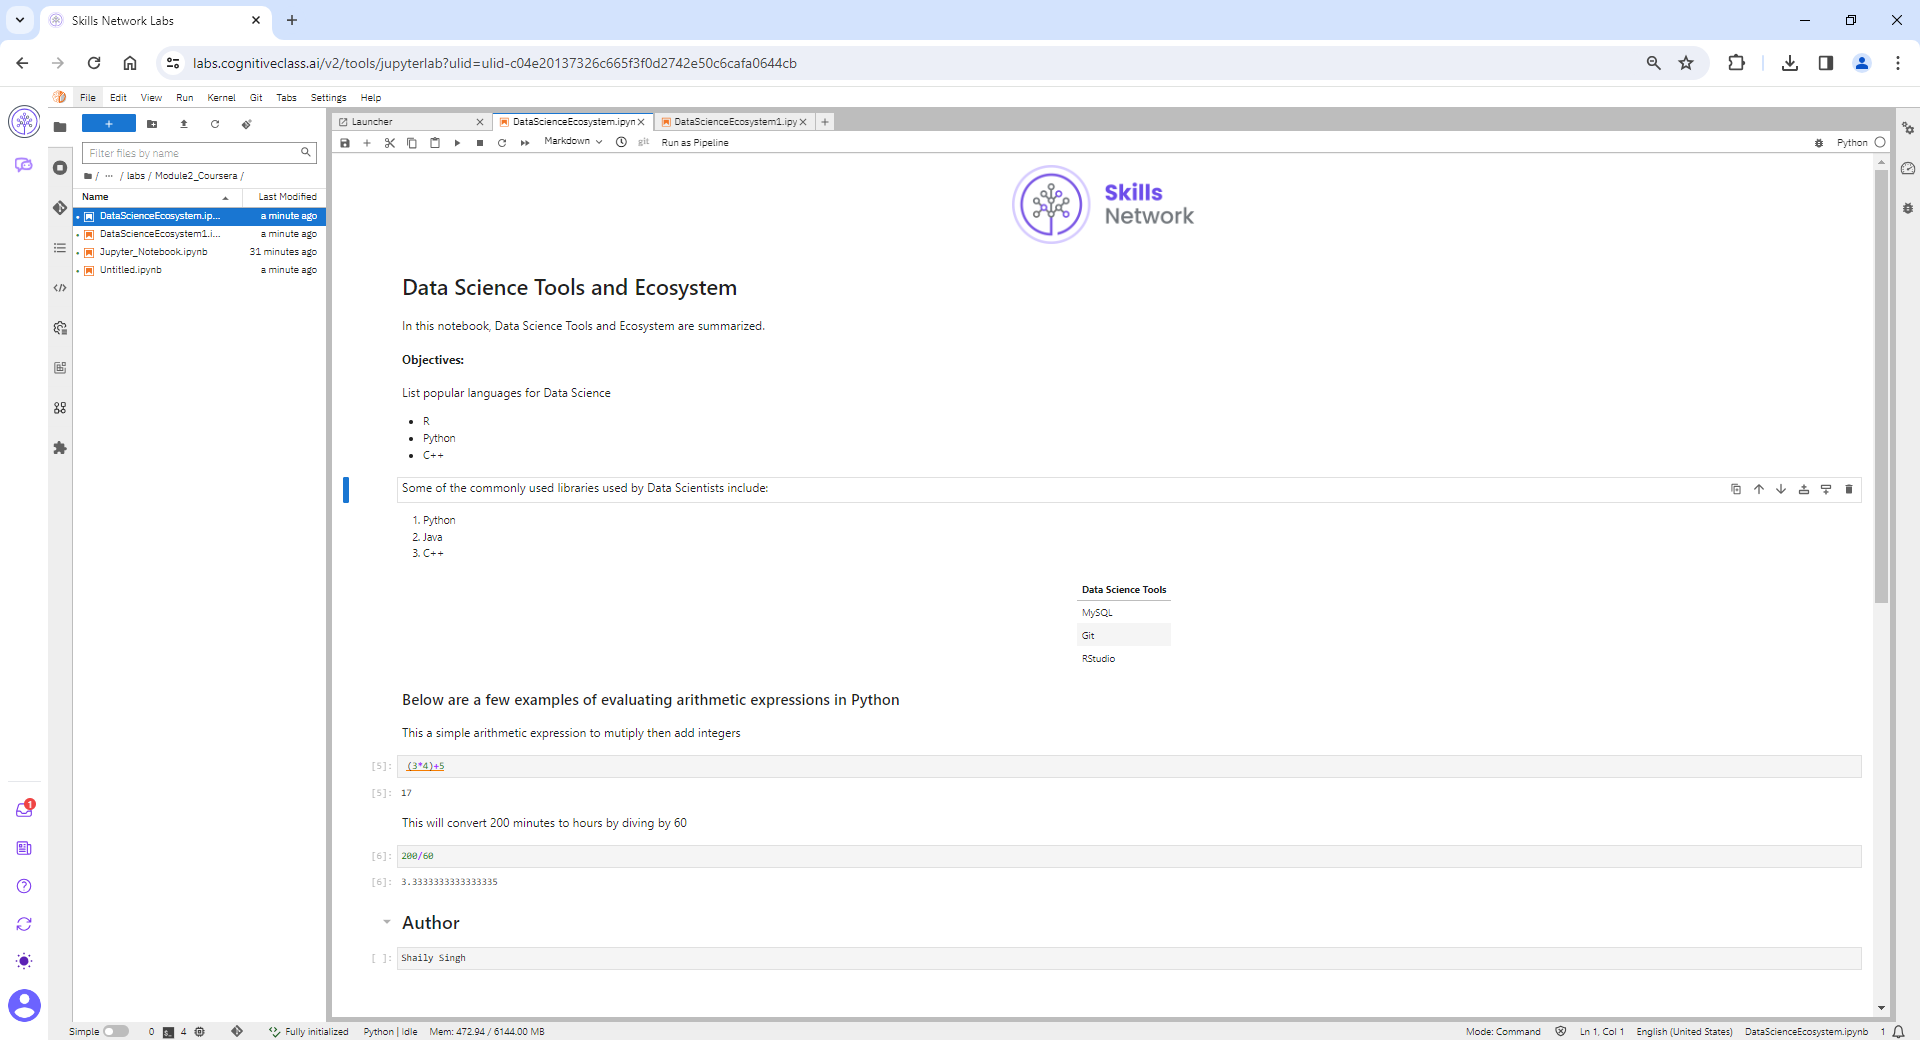 Skills Network Labs
labs.cognitiveclass.ai/v2/tools/jupyterlab?ulid=ulid-c04e20137326c665f3f0d2742e50c6cafa0644cb
File Edit View Run Kernel Git Tabs Settings Help
Launcher
DataScienceEcosystem.ipyn
DataScienceEcosystem1.ipy
Markdown
git
Run as Pipeline
Python
Filter files by name
/ ··· / labs / Module2_Coursera /
Name Last Modified
DataScienceEcosystem.ip... a minute ago
DataScienceEcosystem1.i... a minute ago
Jupyter_Notebook.ipynb 31 minutes ago
Untitled.ipynb a minute ago
Skills
Network
Data Science Tools and Ecosystem
In this notebook, Data Science Tools and Ecosystem are summarized.
Objectives:
List popular languages for Data Science
• R
• Python
• C++
Some of the commonly used libraries used by Data Scientists include:
1. Python
2. Java
3. C++
Data Science Tools
MySQL
Git
RStudio
Below are a few examples of evaluating arithmetic expressions in Python
This a simple arithmetic expression to mutiply then add integers
[5]: (3*4)+5
[5]: 17
This will convert 200 minutes to hours by diving by 60
[6]: 200/60
[6]: 3.3333333333333335
Author
[ ]: Shaily Singh
1
Simple 0 4 Fully initialized Python | Idle Mem: 472.94 / 6144.00 MB
Mode: Command Ln 1, Col 1 English (United States) DataScienceEcosystem.ipynb 1